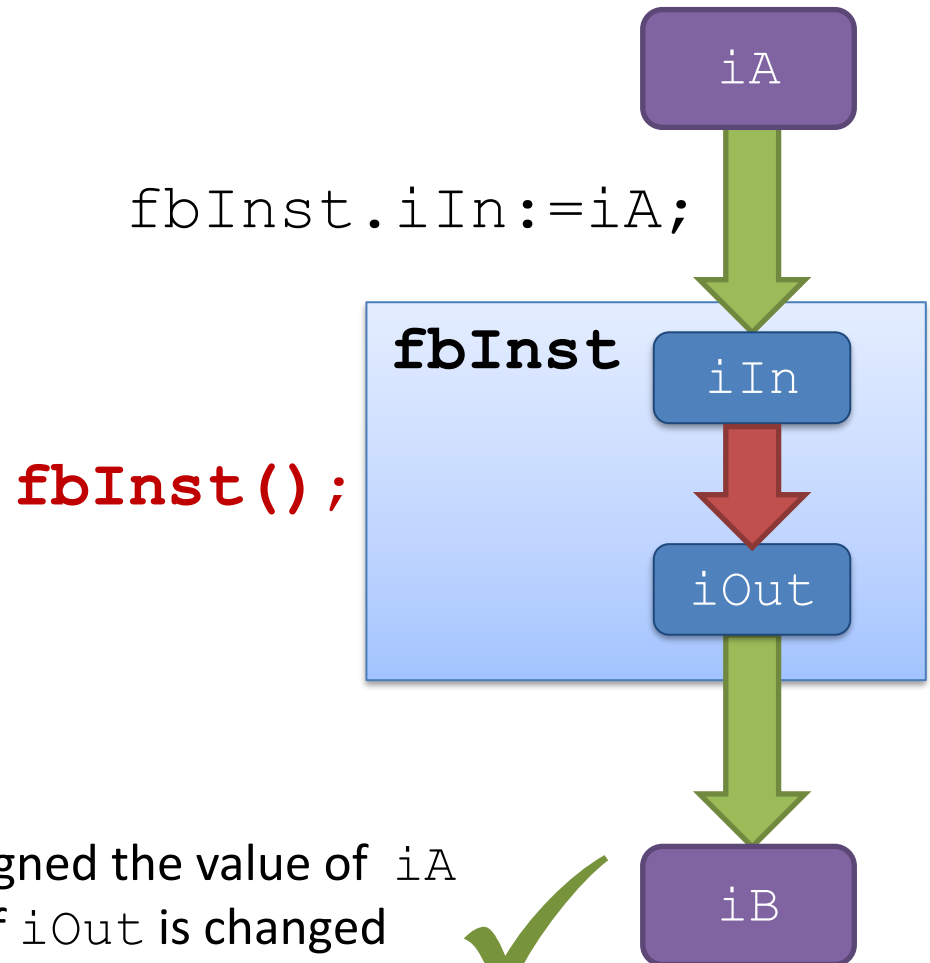 iA
fbInst.iIn:=iA;
fbInst
iIn
fbInst();
iOut
gned the value of iA
iOut is changed
iB